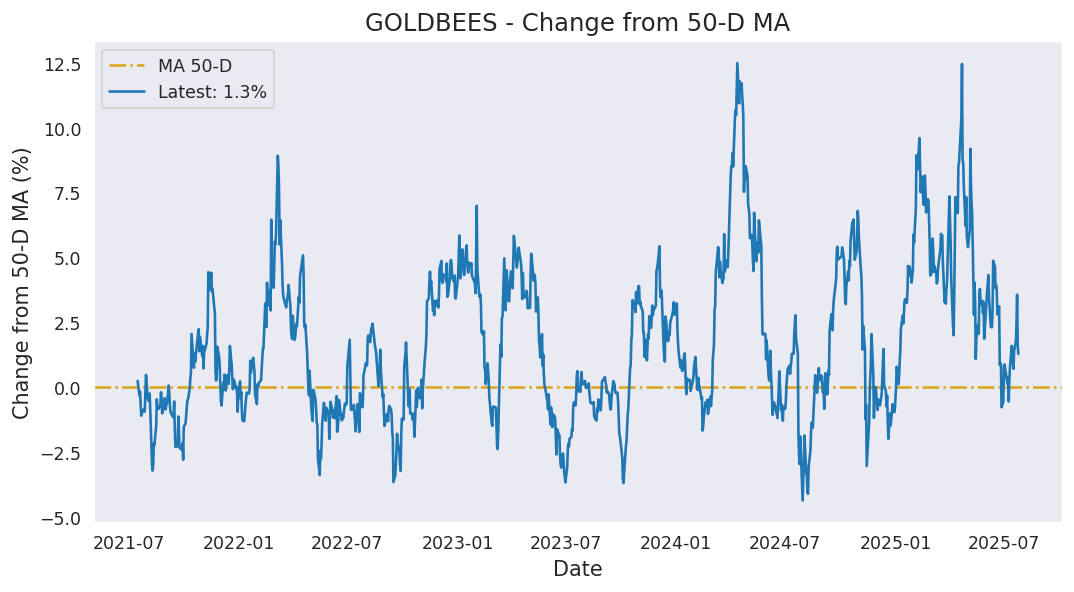 GOLDBEES - Change from 50-D MA
MA 50-D
Latest: 1.3%
Change from 50-D MA (%)
12.5
10.0
7.5
5.0
2.5
0.0
−2.5
−5.0
2021-07 2022-01 2022-07 2023-01 2023-07 2024-01 2024-07 2025-01 2025-07
Date